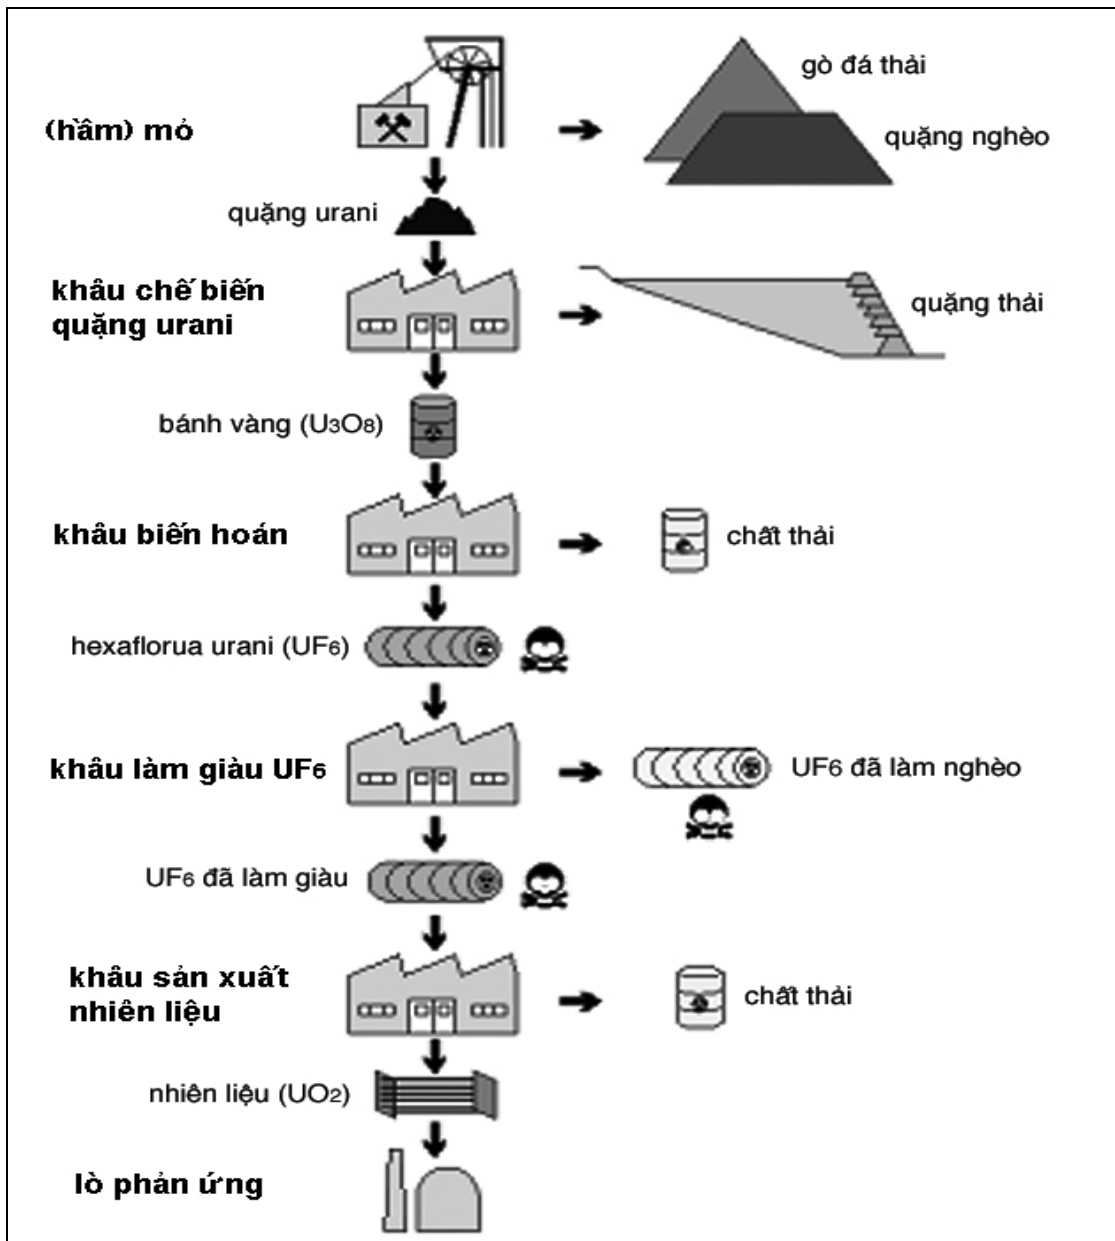 gò đá thải
(hầm) mỏ
quặng nghèo
quặng urani
khâu chế biến
quặng urani
quặng thải
bánh vàng (U₃O₈)
khâu biến hoán
chất thải
hexaflorua urani (UF₆)
khâu làm giàu UF₆
UF₆ đã làm nghèo
UF₆ đã làm giàu
khâu sản xuất
nhiên liệu
chất thải
nhiên liệu (UO₂)
lò phản ứng